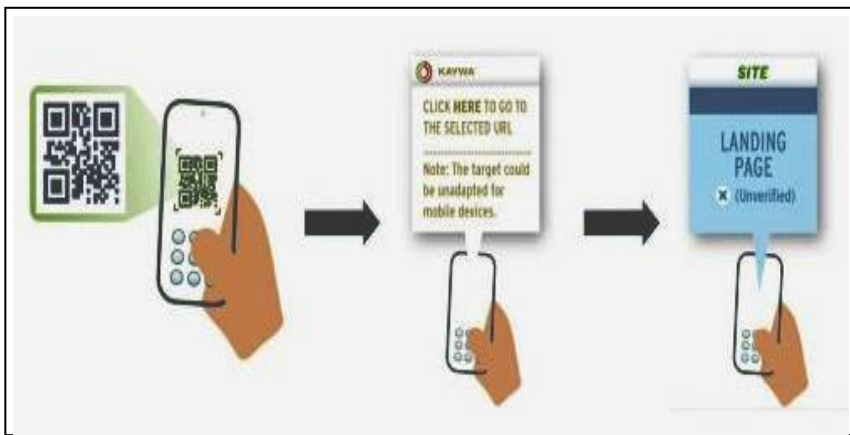 KAYWA
CLICK HERE TO GO TO
THE SELECTED URL
Note: The target could
be unadapted for
mobile devices.
SITE
LANDING
PAGE
(Unverified)